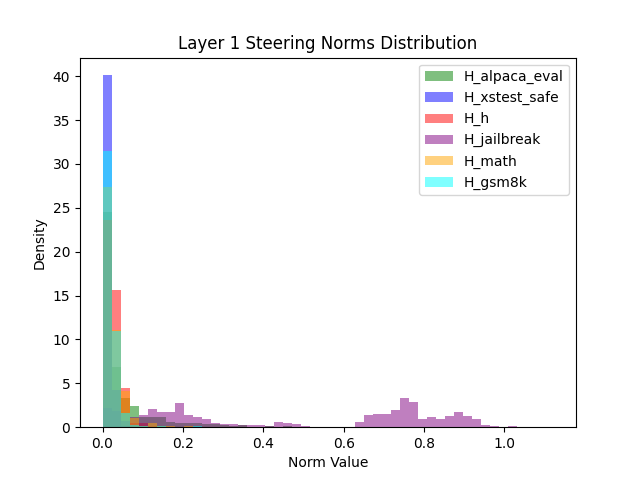 Layer 1 Steering Norms Distribution
H_alpaca_eval
H_xstest_safe
H_h
H_jailbreak
H_math
H_gsm8k
Density
40
35
30
25
20
15
10
5
0
0.0 0.2 0.4 0.6 0.8 1.0
Norm Value